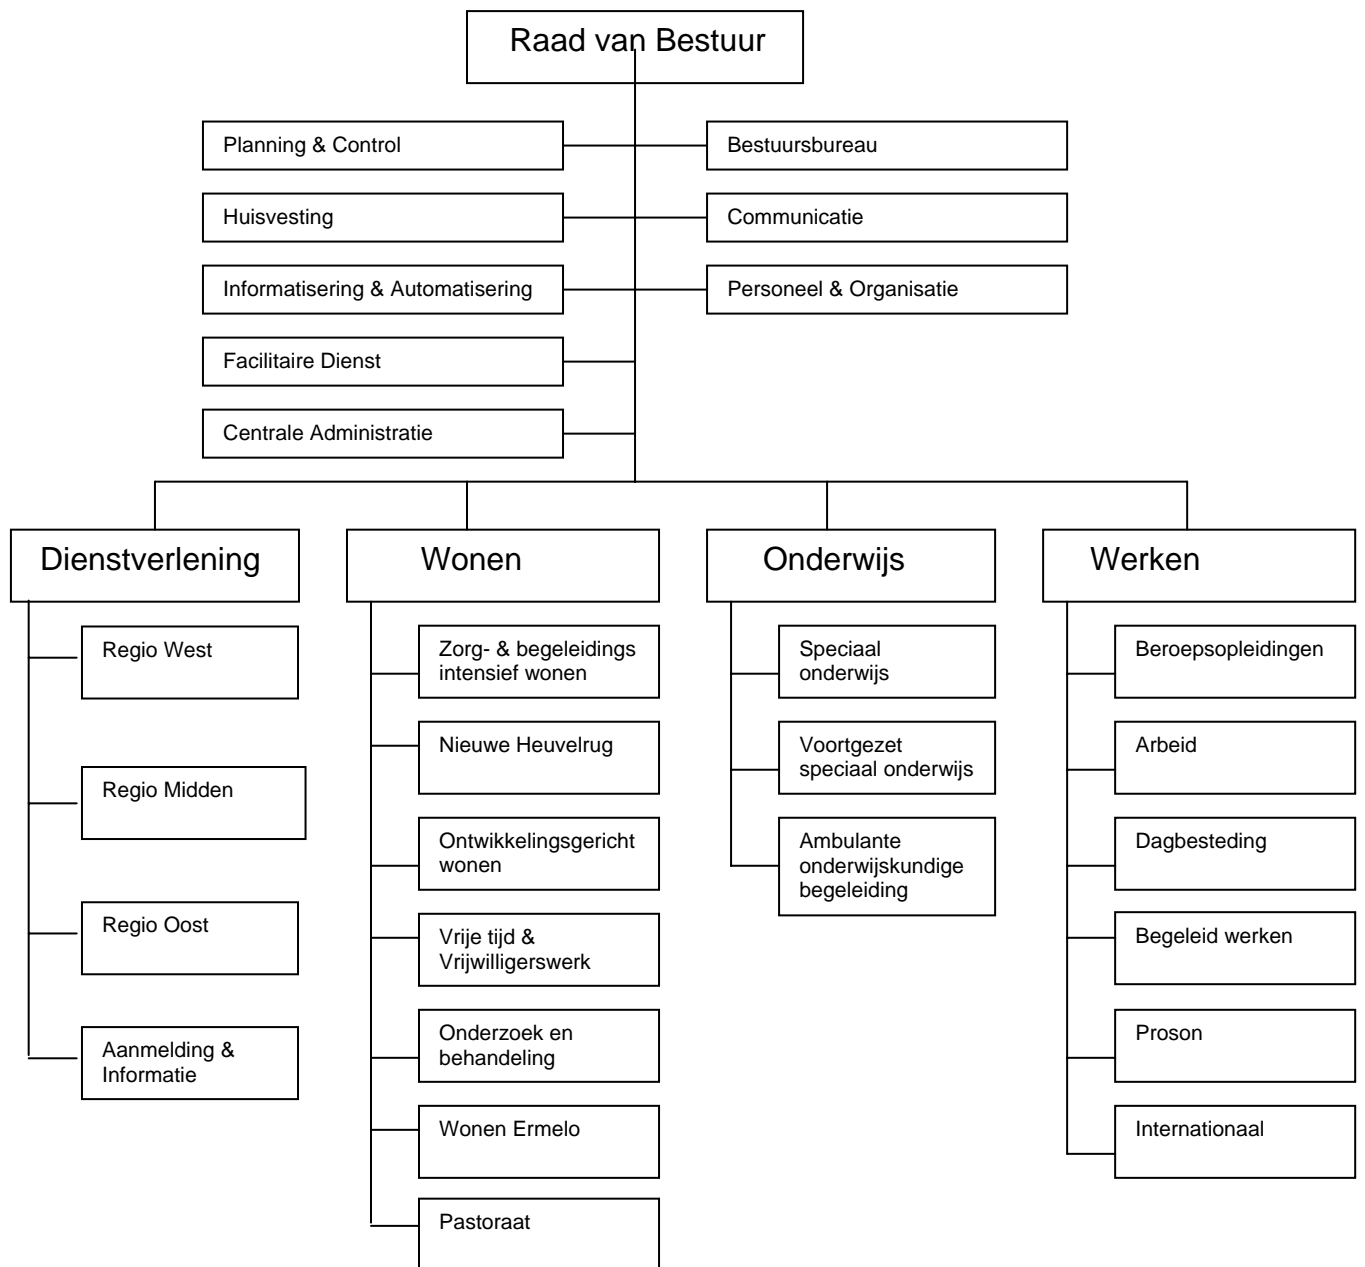 Raad van Bestuur
Planning & Control
Bestuursbureau
Huisvesting
Communicatie
Informatisering & Automatisering
Personeel & Organisatie
Facilitaire Dienst
Centrale Administratie
Dienstverlening
Regio West
Regio Midden
Regio Oost
Aanmelding &
Informatie
Wonen
Zorg- & begeleidings
intensief wonen
Nieuwe Heuvelrug
Ontwikkelingsgericht
wonen
Vrije tijd &
Vrijwilligerswerk
Onderzoek en
behandeling
Wonen Ermelo
Pastoraat
Onderwijs
Speciaal
onderwijs
Voortgezet
speciaal onderwijs
Ambulante
onderwijskundige
begeleiding
Werken
Beroepsopleidingen
Arbeid
Dagbesteding
Begeleid werken
Proson
Internationaal